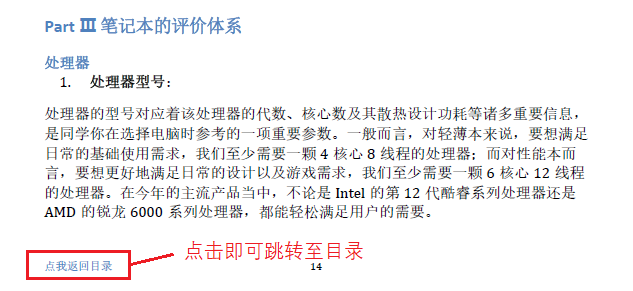 Part Ⅲ 笔记本的评价体系
处理器
1. 处理器型号：
处理器的型号对应着该处理器的代数、核心数及其散热设计功耗等诸多重要信息，
是同学你在选择电脑时参考的一项重要参数。一般而言，对轻薄本来说，要想满足
日常的基础使用需求，我们至少需要一颗 4 核心 8 线程的处理器；而对性能本而
言，要想更好地满足日常的设计以及游戏需求，我们至少需要一颗 6 核心 12 线程
的处理器。在今年的主流产品当中，不论是 Intel 的第 12 代酷睿系列处理器还是
AMD 的锐龙 6000 系列处理器，都能轻松满足用户的需要。
点击即可跳转至目录
点我返回目录
14